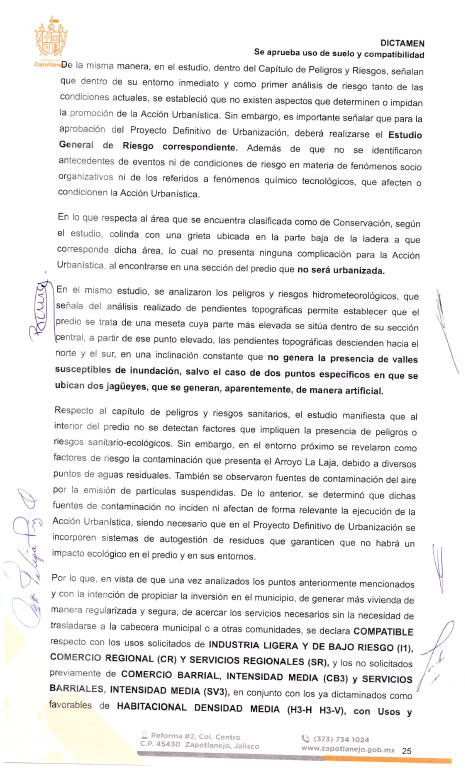 Zapotlanejo
DICTAMEN
Se aprueba uso de suelo y compatibilidad
De la misma manera, en el estudio, dentro del Capítulo de Peligros y Riesgos, señalan
que dentro de su entorno inmediato y como primer análisis de riesgo tanto de las
condiciones actuales, se estableció que no existen aspectos que determinen o impidan
la promoción de la Acción Urbanística. Sin embargo, es importante señalar que para la
aprobación del Proyecto Definitivo de Urbanización, deberá realizarse el Estudio
General de Riesgo correspondiente. Además de que no se identificaron
antecedentes de eventos ni de condiciones de riesgo en materia de fenómenos socio
organizativos ni de los referidos a fenómenos químico tecnológicos, que afecten o
condicionen la Acción Urbanística.
En lo que respecta al área que se encuentra clasificada como de Conservación, según
el estudio, colinda con una grieta ubicada en la parte baja de la ladera a que
corresponde dicha área, lo cual no presenta ninguna complicación para la Acción
Urbanística, al encontrarse en una sección del predio que no será urbanizada.
En el mismo estudio, se analizaron los peligros y riesgos hidrometeorológicos, que
señala del análisis realizado de pendientes topográficas permite establecer que el
predio se trata de una meseta cuya parte más elevada se sitúa dentro de su sección
central, a partir de ese punto elevado, las pendientes topográficas descienden hacia el
norte y el sur, en una inclinación constante que no genera la presencia de valles
susceptibles de inundación, salvo el caso de dos puntos específicos en que se
ubican dos jagüeyes, que se generan, aparentemente, de manera artificial.
Respecto al capítulo de peligros y riesgos sanitarios, el estudio manifiesta que al
interior del predio no se detectan factores que impliquen la presencia de peligros o
riesgos sanitario-ecológicos. Sin embargo, en el entorno próximo se revelaron como
factores de riesgo la contaminación que presenta el Arroyo La Laja, debido a diversos
puntos de aguas residuales. También se observaron fuentes de contaminación del aire
por la emisión de partículas suspendidas. De lo anterior, se determinó que dichas
fuentes de contaminación no inciden ni afectan de forma relevante la ejecución de la
Acción Urbanística, siendo necesario que en el Proyecto Definitivo de Urbanización se
incorporen sistemas de autogestión de residuos que garanticen que no habrá un
impacto ecológico en el predio y en sus entornos.
Por lo que, en vista de que una vez analizados los puntos anteriormente mencionados
y con la intención de propiciar la inversión en el municipio, de generar más vivienda de
manera regularizada y segura, de acercar los servicios necesarios sin la necesidad de
trasladarse a la cabecera municipal o a otras comunidades, se declara COMPATIBLE
respecto con los usos solicitados de INDUSTRIA LIGERA Y DE BAJO RIESGO (I1),
COMERCIO REGIONAL (CR) Y SERVICIOS REGIONALES (SR), y los no solicitados
previamente de COMERCIO BARRIAL, INTENSIDAD MEDIA (CB3) y SERVICIOS
BARRIALES, INTENSIDAD MEDIA (SV3), en conjunto con los ya dictaminados como
favorables de HABITACIONAL DENSIDAD MEDIA (H3-H H3-V), con Usos y
Reforma #2, Col. Centro
C.P. 45430 Zapotlanejo, Jalisco
(373) 734 1024
www.zapotlanejo.gob.mx 25